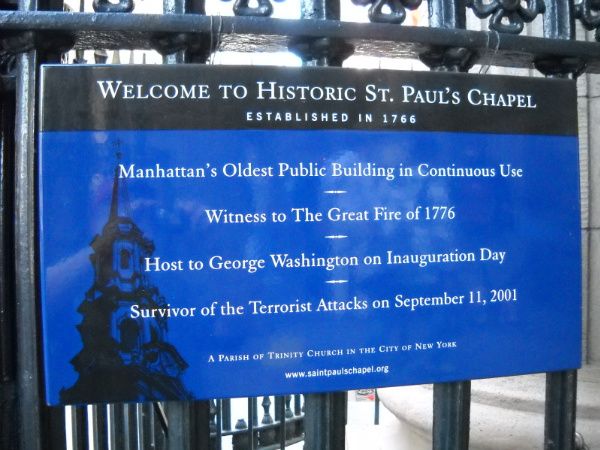 Welcome to Historic St. Paul's Chapel
ESTABLISHED IN 1766
Manhattan's Oldest Public Building in Continuous Use
Witness to The Great Fire of 1776
Host to George Washington on Inauguration Day
Survivor of the Terrorist Attacks on September 11, 2001
A Parish of Trinity Church in the City of New York
www.saintpaulschapel.org